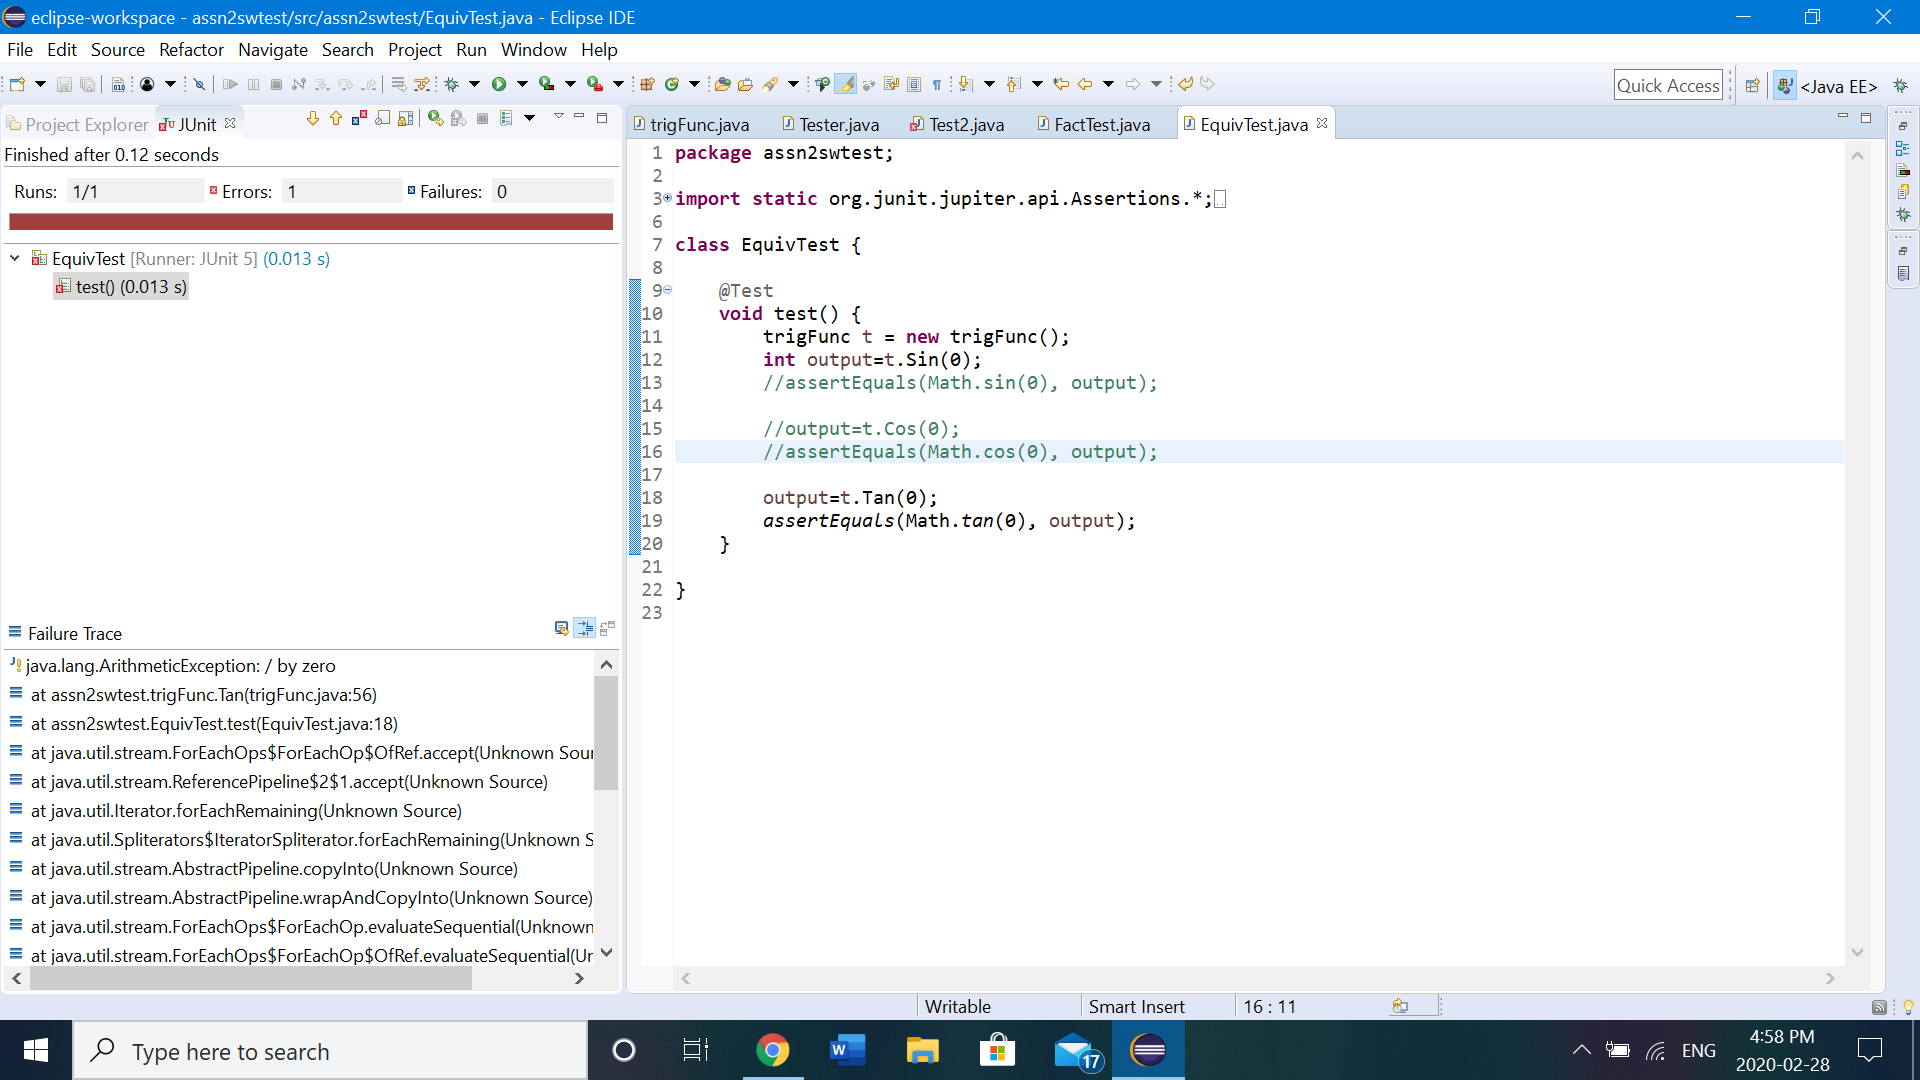 eclipse-workspace - assn2swtest/src/assn2swtest/EquivTest.java - Eclipse IDE
File Edit Source Refactor Navigate Search Project Run Window Help
Quick Access
<Java EE>
Project Explorer JUnit
Finished after 0.12 seconds
Runs: 1/1 Errors: 1 Failures: 0
EquivTest [Runner: JUnit 5] (0.013 s)
test() (0.013 s)
Failure Trace
java.lang.ArithmeticException: / by zero
at assn2swtest.trigFunc.Tan(trigFunc.java:56)
at assn2swtest.EquivTest.test(EquivTest.java:18)
at java.util.stream.ForEachOps$ForEachOp$OfRef.accept(Unknown Sour
at java.util.stream.ReferencePipeline$2$1.accept(Unknown Source)
at java.util.Iterator.forEachRemaining(Unknown Source)
at java.util.Spliterators$IteratorSpliterator.forEachRemaining(Unknown S
at java.util.stream.AbstractPipeline.copyInto(Unknown Source)
at java.util.stream.AbstractPipeline.wrapAndCopyInto(Unknown Source)
at java.util.stream.ForEachOps$ForEachOp.evaluateSequential(Unknown
at java.util.stream.ForEachOps$ForEachOp$OfRef.evaluateSequential(Ur
trigFunc.java Tester.java Test2.java FactTest.java EquivTest.java
1 package assn2swtest;
2
3 import static org.junit.jupiter.api.Assertions.*;
6
7 class EquivTest {
8
9 @Test
10 void test() {
11 trigFunc t = new trigFunc();
12 int output=t.Sin(0);
13 //assertEquals(Math.sin(0), output);
14
15 //output=t.Cos(0);
16 //assertEquals(Math.cos(0), output);
17
18 output=t.Tan(0);
19 assertEquals(Math.tan(0), output);
20 }
21
22 }
23
Writable Smart Insert 16 : 11
Type here to search
W
17
ENG
4:58 PM
2020-02-28